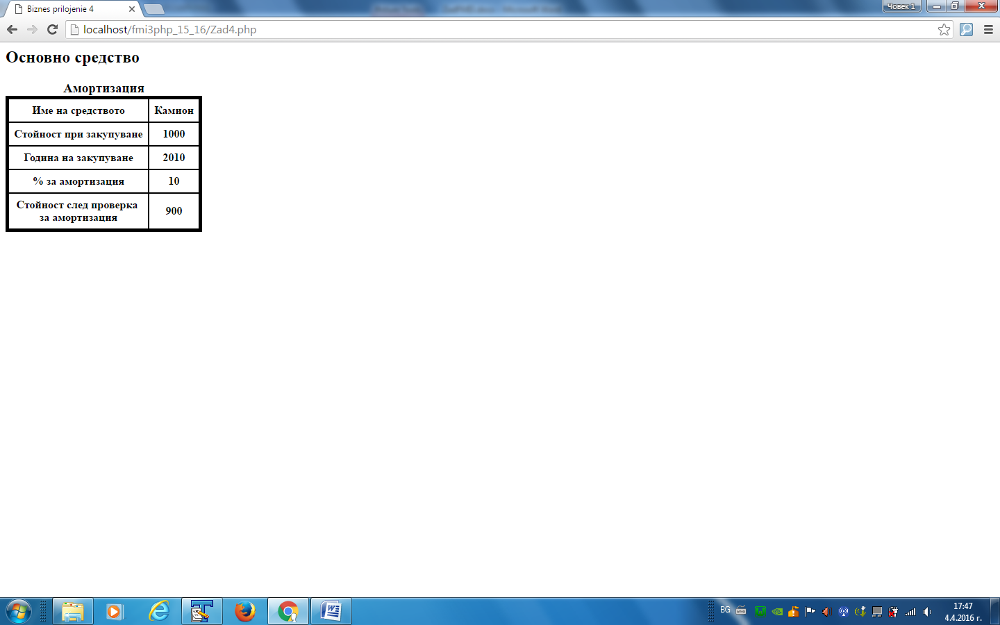 Biznes prilojenie 4
Човек 1
localhost/fmi3php_15_16/Zad4.php
Основно средство
Амортизация
Име на средството Камион
Стойност при закупуване 1000
Година на закупуване 2010
% за амортизация 10
Стойност след проверка
за амортизация 900
BG
17:47
4.4.2016 г.